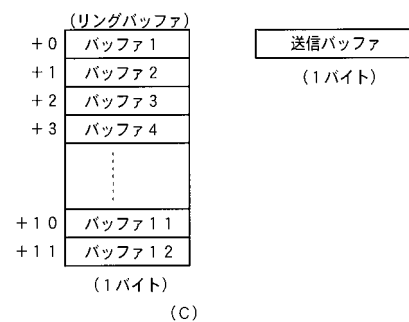 (リングバッファ)
+0 バッファ1 送信バッファ
+1 バッファ2 (1バイト)
+2 バッファ3
+3 バッファ4
+10 バッファ11
+11 バッファ12
(1バイト)
(C)